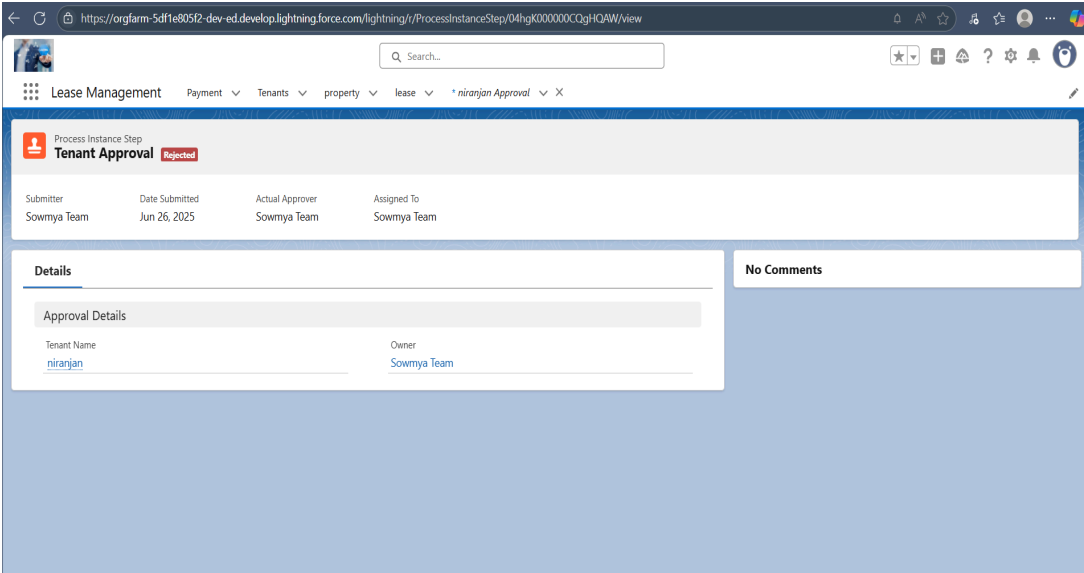 https://orgfarm-5df1e805f2-dev-ed.develop.lightning.force.com/lightning/r/ProcessInstanceStep/04hgK000000CQgHQAW/view
Search...
Lease Management Payment Tenants property lease * niranjan Approval
Process Instance Step
Tenant Approval Rejected
Submitter Date Submitted Actual Approver Assigned To
Sowmya Team Jun 26, 2025 Sowmya Team Sowmya Team
Details
No Comments
Approval Details
Tenant Name Owner
niranjan Sowmya Team